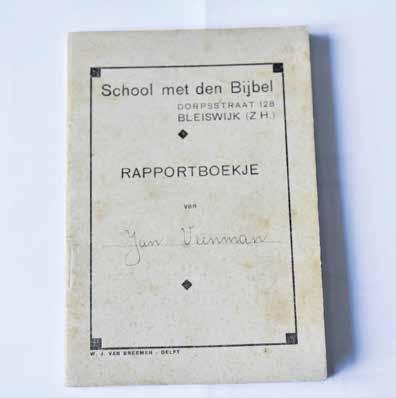 School met den Bijbel
DORPSSTRAAT 128
BLEISWIJK (Z H.)
RAPPORTBOEKJE
van
Jan Veenman
W. J. VAN BREEMEN - DELFT